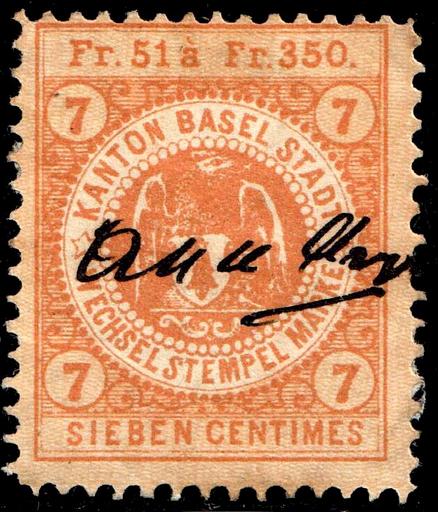 Fr. 51 à Fr. 350.
7 7
KANTON BASEL STADT
WECHSEL STEMPEL MARKE
7 7
SIEBEN CENTIMES